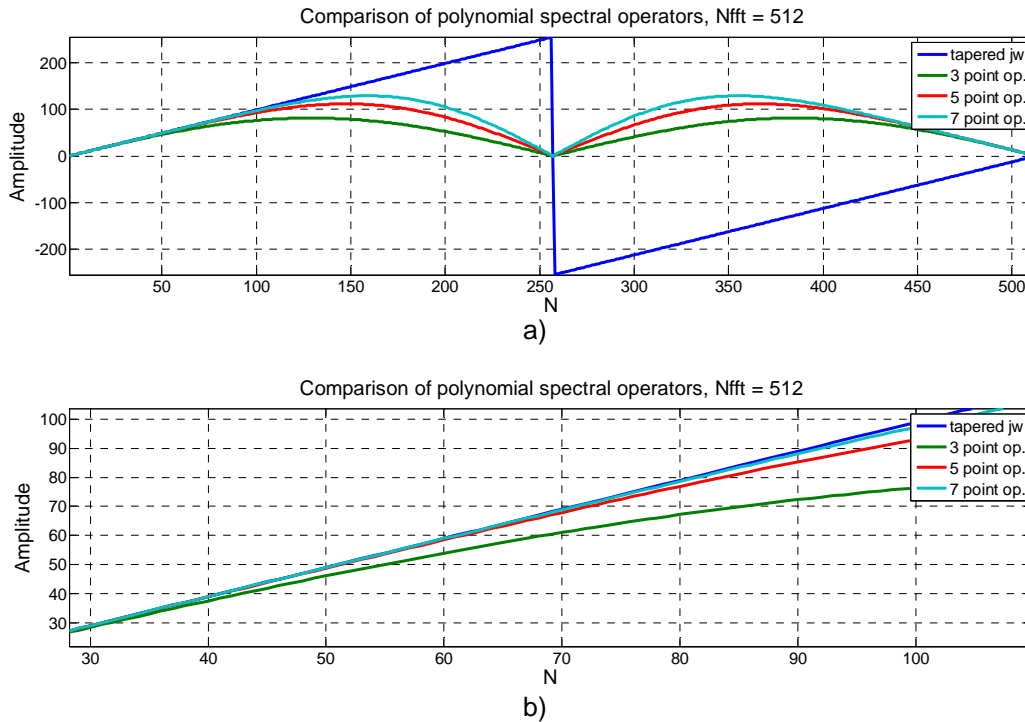 Comparison of polynomial spectral operators, Nfft = 512
Amplitude
200
100
0
-100
-200
50
100
150
200
250
300
350
400
450
500
N
tapered jw
3 point op.
5 point op.
7 point op.
a)
Comparison of polynomial spectral operators, Nfft = 512
Amplitude
100
90
80
70
60
50
40
30
30
40
50
60
70
80
90
100
N
tapered jw
3 point op.
5 point op.
7 point op.
b)